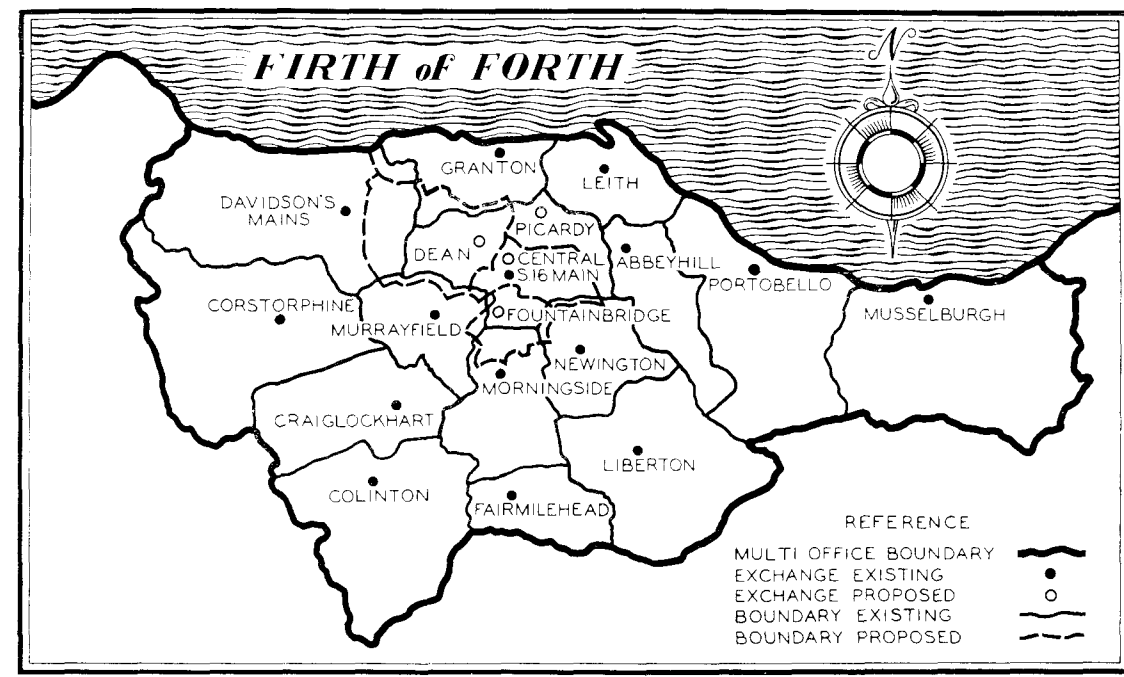 FIRTH OF FORTH
N
GRANTON
LEITH
DAVIDSON'S
MAINS
PICARDY
DEAN
CENTRAL
S.16 MAIN
ABBEYHILL
PORTOBELLO
CORSTORPHINE
MURRAYFIELD
FOUNTAINBRIDGE
MUSSELBURGH
NEWINGTON
MORNINGSIDE
CRAIGLOCKHART
LIBERTON
COLINTON
FAIRMILEHEAD
REFERENCE
MULTI OFFICE BOUNDARY
EXCHANGE EXISTING
EXCHANGE PROPOSED
BOUNDARY EXISTING
BOUNDARY PROPOSED